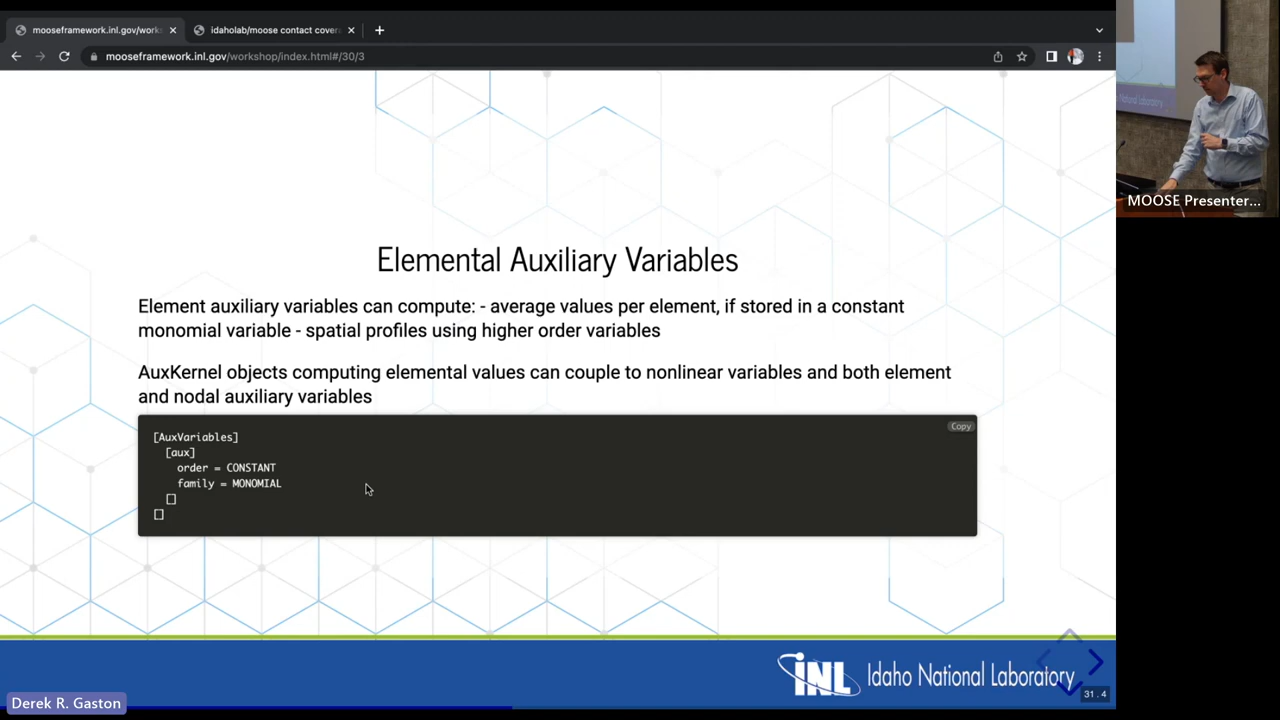 mooseframework.inl.gov/works
idaholab/moose contact covera
mooseframework.inl.gov/workshop/index.html#/30/3
Elemental Auxiliary Variables
Element auxiliary variables can compute: - average values per element, if stored in a constant
monomial variable - spatial profiles using higher order variables
AuxKernel objects computing elemental values can couple to nonlinear variables and both element
and nodal auxiliary variables
Copy
[AuxVariables]
[aux]
order = CONSTANT
family = MONOMIAL
[]
[]
INL Idaho National Laboratory
31.4
Derek R. Gaston
MOOSE Presenter...